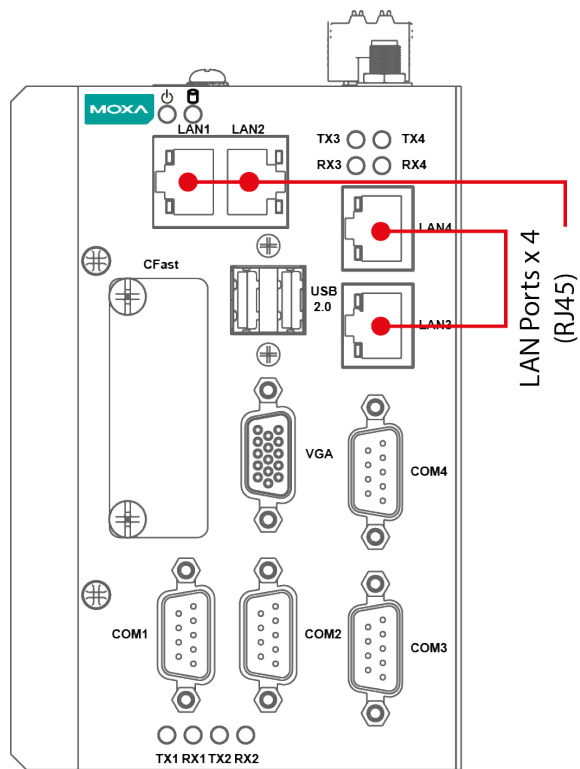 MOXA
LAN1 LAN2
TX3 TX4
RX3 RX4
LAN4
CFast
USB
2.0
LAN3
LAN Ports x 4
(RJ45)
VGA
COM4
COM1
COM2
COM3
TX1 RX1 TX2 RX2